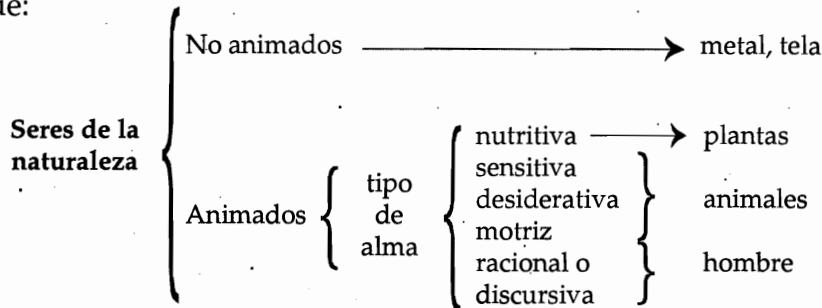 ue:
No animados metal, tela
Seres de la
naturaleza
Animados
tipo
de
alma
nutritiva plantas
sensitiva
desiderativa animales
motriz
racional o
discursiva
hombre